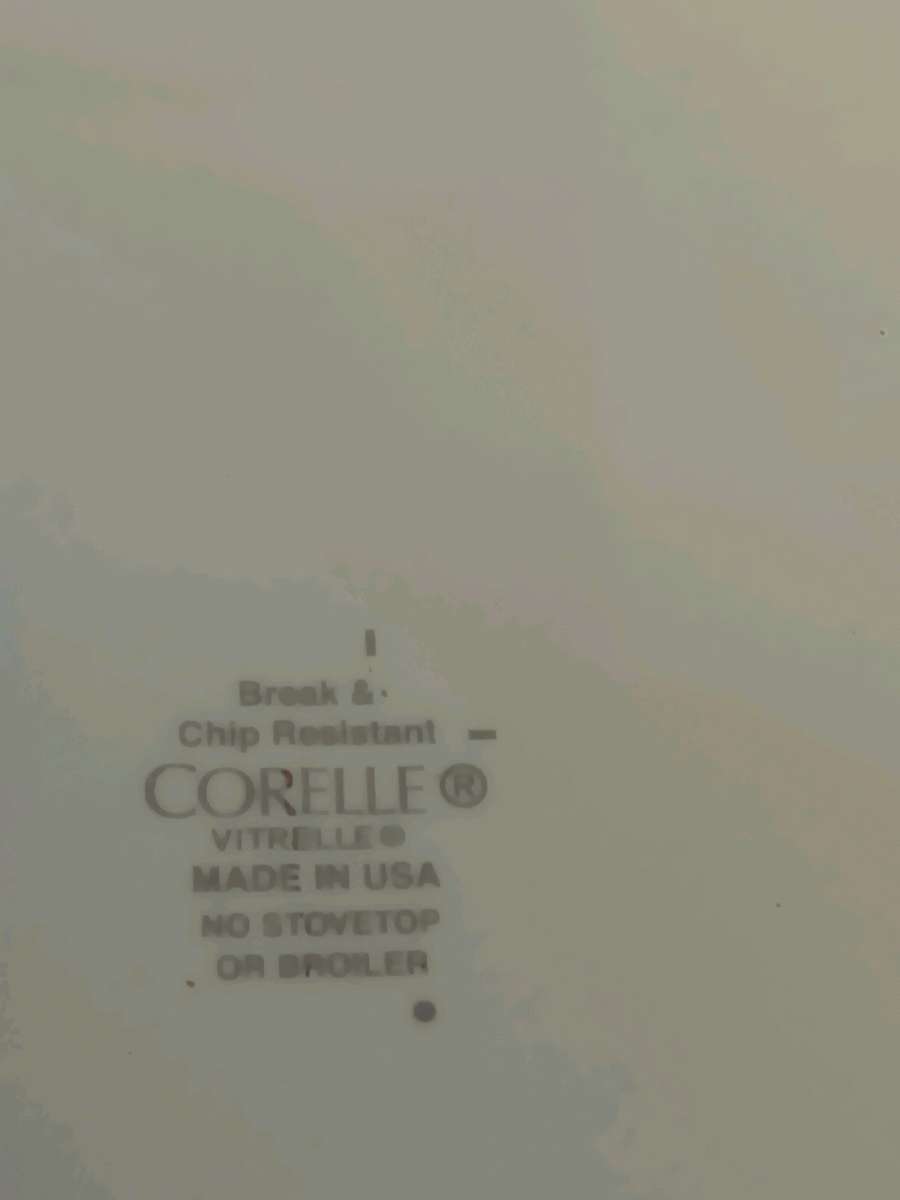 Break &
Chip Resistant
CORELLE®
VITRELLE®
MADE IN USA
NO STOVETOP
OR BROILER